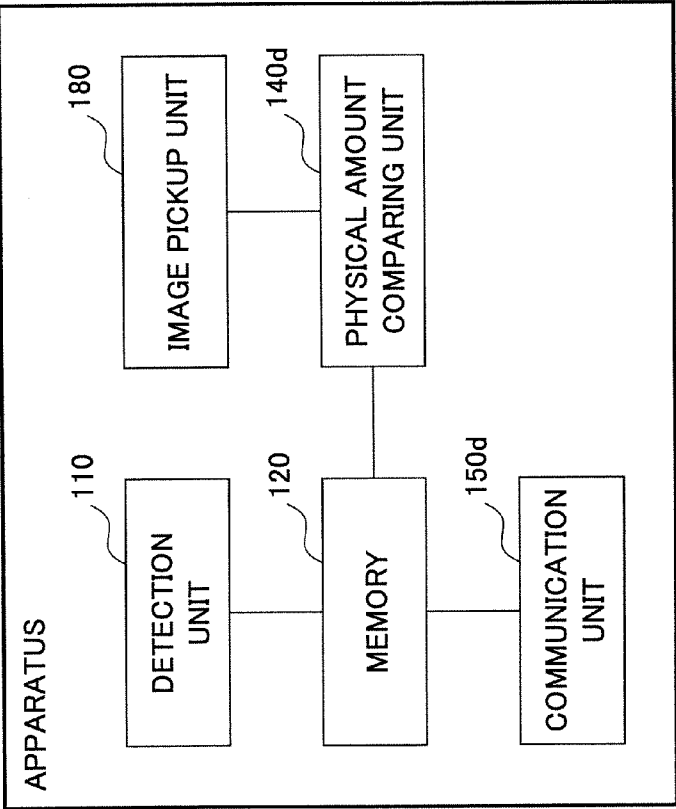 APPARATUS
110
DETECTION
UNIT
180
IMAGE PICKUP UNIT
120
MEMORY
140d
PHYSICAL AMOUNT
COMPARING UNIT
150d
COMMUNICATION
UNIT